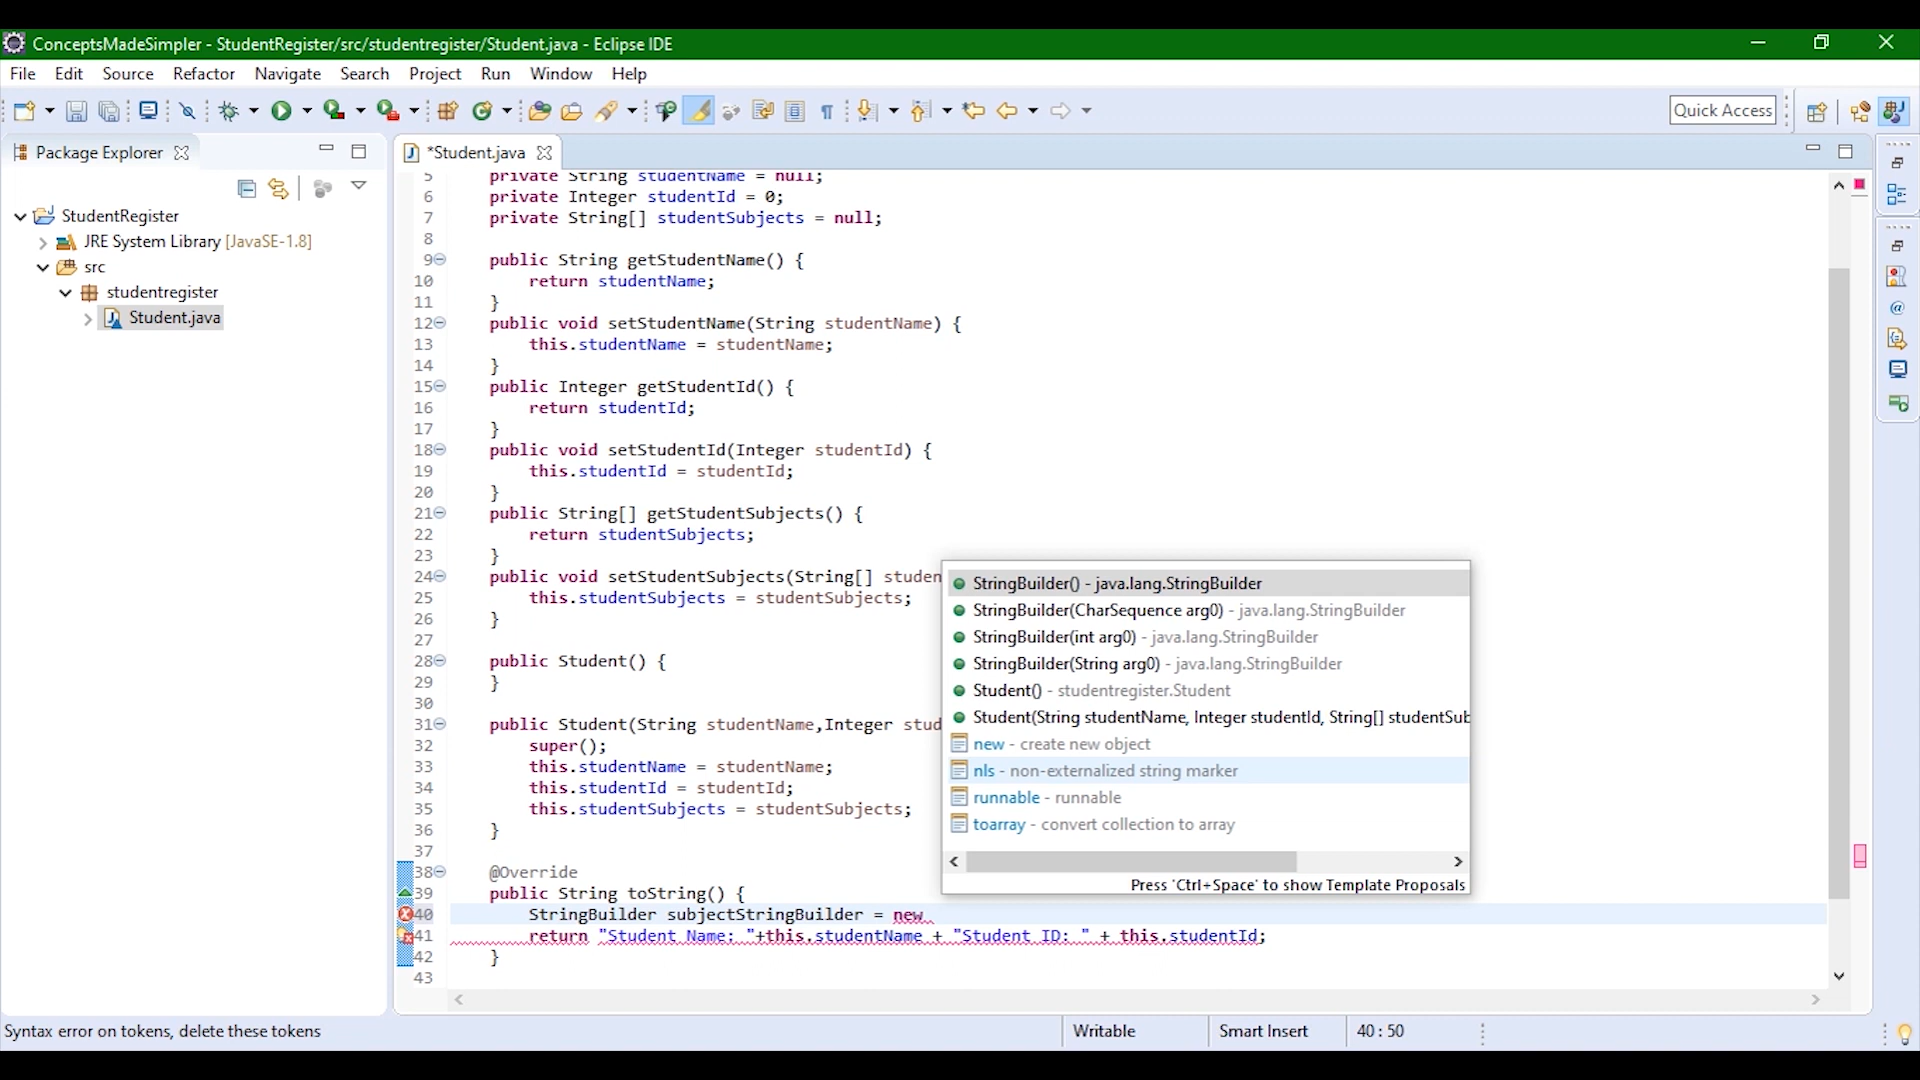 ConceptsMadeSimpler - StudentRegister/src/studentregister/Student.java - Eclipse IDE
File Edit Source Refactor Navigate Search Project Run Window Help
Quick Access
Package Explorer
StudentRegister
JRE System Library [JavaSE-1.8]
src
studentregister
Student.java
*Student.java
5 private String studentName = null;
6 private Integer studentId = 0;
7 private String[] studentSubjects = null;
8
9 public String getStudentName() {
10 return studentName;
11 }
12 public void setStudentName(String studentName) {
13 this.studentName = studentName;
14 }
15 public Integer getStudentId() {
16 return studentId;
17 }
18 public void setStudentId(Integer studentId) {
19 this.studentId = studentId;
20 }
21 public String[] getStudentSubjects() {
22 return studentSubjects;
23 }
24 public void setStudentSubjects(String[] studen
25 this.studentSubjects = studentSubjects;
26 }
27
28 public Student() {
29 }
30
31 public Student(String studentName,Integer stud
32 super();
33 this.studentName = studentName;
34 this.studentId = studentId;
35 this.studentSubjects = studentSubjects;
36 }
37
38 @Override
39 public String toString() {
40 StringBuilder subjectStringBuilder = new
41 return "Student Name: "+this.studentName + "Student ID: " + this.studentId;
42 }
43
StringBuilder() - java.lang.StringBuilder
StringBuilder(CharSequence arg0) - java.lang.StringBuilder
StringBuilder(int arg0) - java.lang.StringBuilder
StringBuilder(String arg0) - java.lang.StringBuilder
Student() - studentregister.Student
Student(String studentName, Integer studentId, String[] studentSub
new - create new object
nls - non-externalized string marker
runnable - runnable
toarray - convert collection to array
Press 'Ctrl+Space' to show Template Proposals
Syntax error on tokens, delete these tokens
Writable
Smart Insert
40 : 50